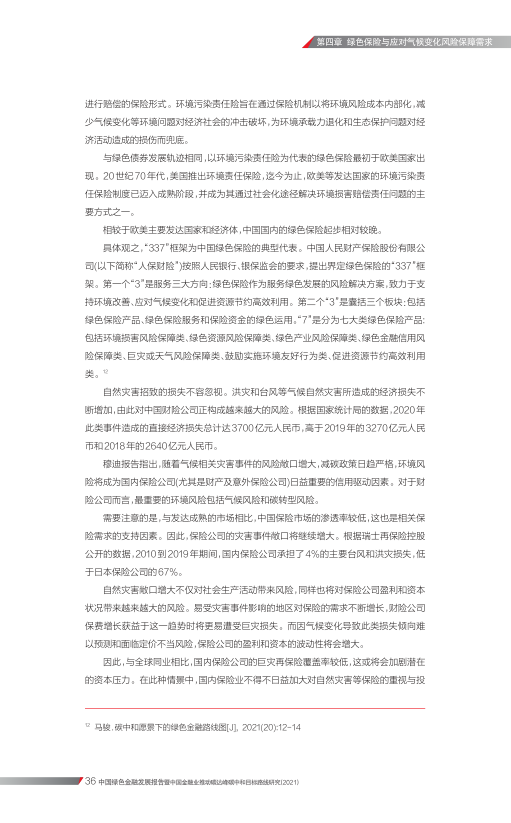 第四章 绿色保险与应对气候变化风险保障需求
进行赔偿的保险形式。环境污染责任险旨在通过保险机制以将环境风险成本内部化，减
少气候变化等环境问题对经济社会的冲击破坏，为环境承载力退化和生态保护问题对经
济活动造成的损伤而兜底。
与绿色债券发展轨迹相同，以环境污染责任险为代表的绿色保险最初于欧美国家出
现。20世纪70年代，美国推出环境责任保险，迄今为止，欧美等发达国家的环境污染责
任保险制度已迈入成熟阶段，并成为其通过社会化途径解决环境损害赔偿责任问题的主
要方式之一。
相较于欧美主要发达国家和经济体，中国国内的绿色保险起步相对较晚。
具体观之，“337”框架为中国绿色保险的典型代表。中国人民财产保险股份有限公
司(以下简称“人保财险”)按照人民银行、银保监会的要求，提出界定绿色保险的“337”框
架。第一个“3”是服务三大方向：绿色保险作为服务绿色发展的风险解决方案，致力于支
持环境改善、应对气候变化和促进资源节约高效利用。第二个“3”是囊括三个板块：包括
绿色保险产品、绿色保险服务和保险资金的绿色运用。“7”是分为七大类绿色保险产品：
包括环境损害风险保障类、绿色资源风险保障类、绿色产业风险保障类、绿色金融信用风
险保障类、巨灾或天气风险保障类、鼓励实施环境友好行为类、促进资源节约高效利用
类。12
自然灾害招致的损失不容忽视。洪灾和台风等气候自然灾害所造成的经济损失不
断增加，由此对中国财险公司正构成越来越大的风险。根据国家统计局的数据，2020年
此类事件造成的直接经济损失总计达3700亿元人民币，高于2019年的3270亿元人民
币和2018年的2640亿元人民币。
穆迪报告指出，随着气候相关灾害事件的风险敞口增大，减碳政策日趋严格，环境风
险将成为国内保险公司(尤其是财产及意外保险公司)日益重要的信用驱动因素。对于财
险公司而言，最重要的环境风险包括气候风险和碳转型风险。
需要注意的是，与发达成熟的市场相比，中国保险市场的渗透率较低，这也是相关保
险需求的支持因素。因此，保险公司的灾害事件敞口将继续增大。根据瑞士再保险控股
公开的数据，2010到2019年期间，国内保险公司承担了4%的主要台风和洪灾损失，低
于日本保险公司的67%。
自然灾害敞口增大不仅对社会生产活动带来风险，同样也将对保险公司盈利和资本
状况带来越来越大的风险。易受灾害事件影响的地区对保险的需求不断增长，财险公司
保费增长获益于这一趋势时将更易遭受巨灾损失。而因气候变化导致此类损失倾向难
以预测和面临定价不当风险，保险公司的盈利和资本的波动性将会增大。
因此，与全球同业相比，国内保险公司的巨灾再保险覆盖率较低，这或将会加剧潜在
的资本压力。在此种情景中，国内保险业不得不日益加大对自然灾害等保险的重视与投
12 马骏.碳中和愿景下的绿色金融路线图[J]，2021(20):12-14
36 中国绿色金融发展报告暨中国金融业推动碳达峰碳中和目标路线研究(2021)